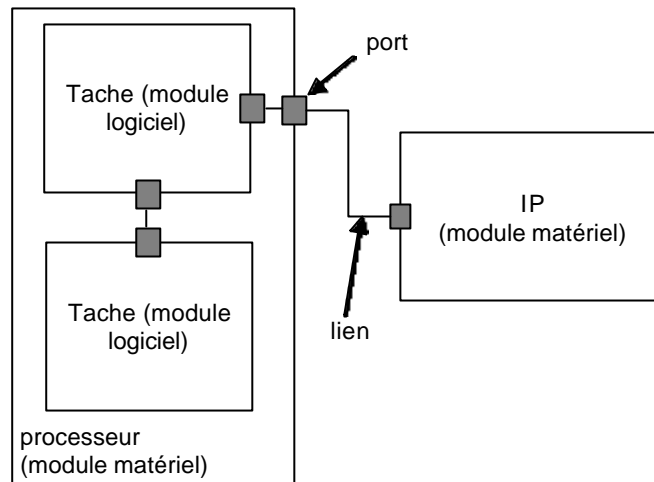 port
Tache (module
logiciel)
IP
(module matériel)
Tache (module
logiciel)
lien
processeur
(module matériel)